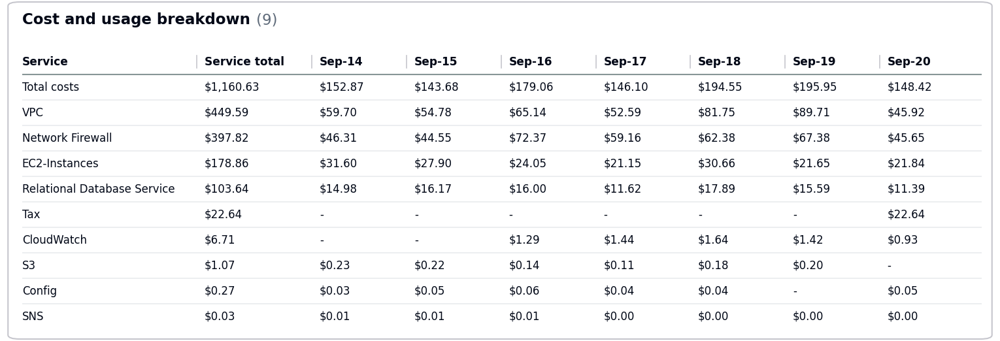 Cost and usage breakdown (9)
Service Service total Sep-14 Sep-15 Sep-16 Sep-17 Sep-18 Sep-19 Sep-20
Total costs $1,160.63 $152.87 $143.68 $179.06 $146.10 $194.55 $195.95 $148.42
VPC $449.59 $59.70 $54.78 $65.14 $52.59 $81.75 $89.71 $45.92
Network Firewall $397.82 $46.31 $44.55 $72.37 $59.16 $62.38 $67.38 $45.65
EC2-Instances $178.86 $31.60 $27.90 $24.05 $21.15 $30.66 $21.65 $21.84
Relational Database Service $103.64 $14.98 $16.17 $16.00 $11.62 $17.89 $15.59 $11.39
Tax $22.64 - - - - - - $22.64
CloudWatch $6.71 - - $1.29 $1.44 $1.64 $1.42 $0.93
S3 $1.07 $0.23 $0.22 $0.14 $0.11 $0.18 $0.20 -
Config $0.27 $0.03 $0.05 $0.06 $0.04 $0.04 - $0.05
SNS $0.03 $0.01 $0.01 $0.01 $0.00 $0.00 $0.00 $0.00